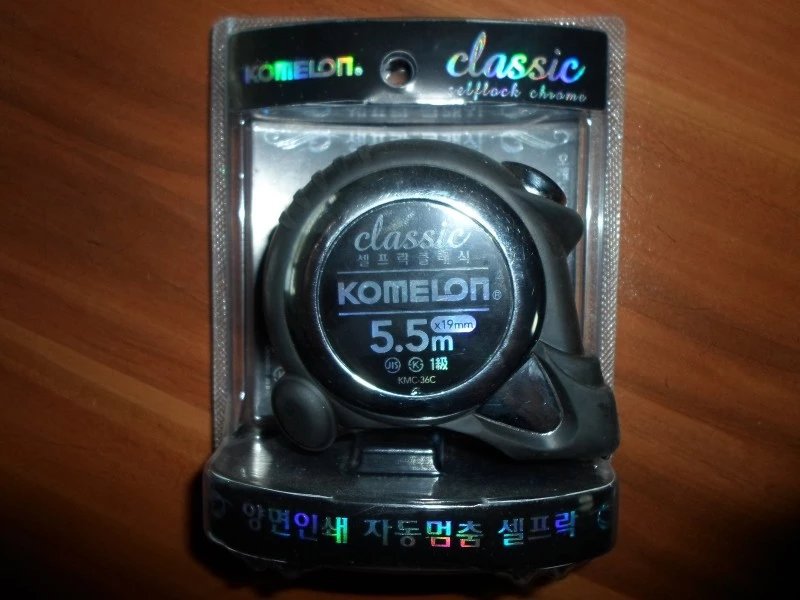 KOMELON® classic
selflock chrome
classic
셀프락클래식
KOMELON®
5.5m x19mm
JIS K 1級
KMC-36C
양면인쇄 자동멈춤 셀프락